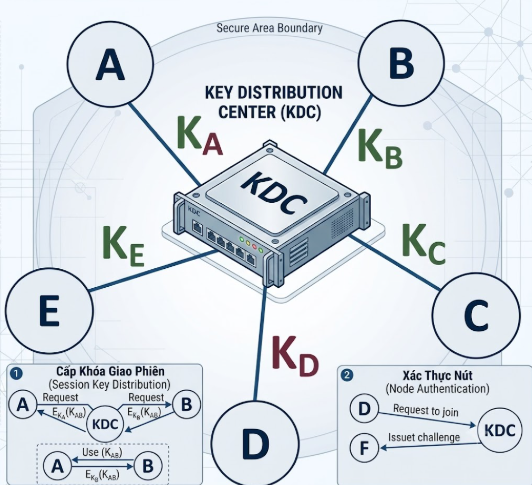 Secure Area Boundary
A
B
KEY DISTRIBUTION
CENTER (KDC)
KA
KB
KDC
KDC
KE
KC
E
C
KD
D
1 Cấp Khóa Giao Phiên
(Session Key Distribution)
Request
Request
A
B
EKA(KAB)
EKB(KAB)
KDC
Use (KAB)
A
B
EKB(KAB)
2 Xác Thực Nút
(Node Authentication)
D
Request to join
KDC
F
Issuet challenge